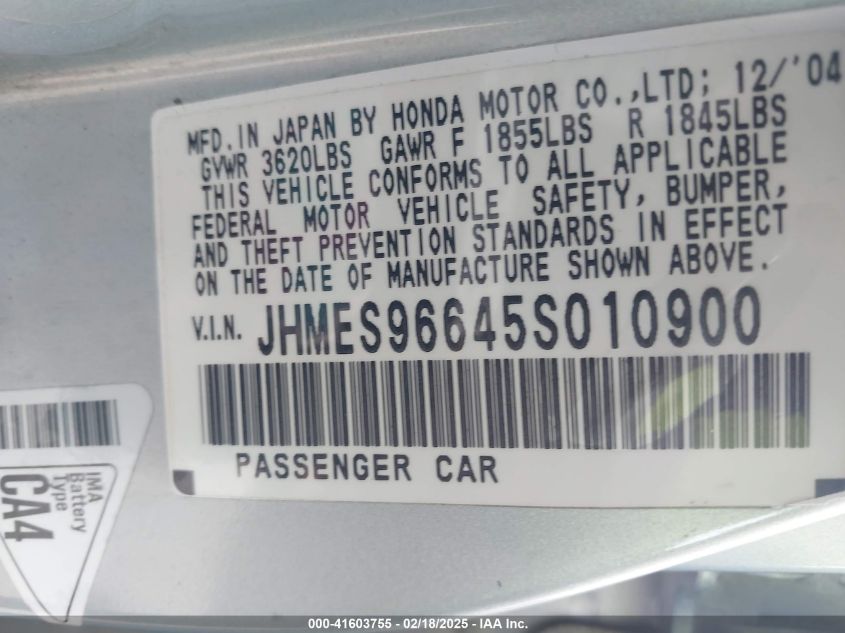 MFD.IN JAPAN BY HONDA MOTOR CO.,LTD; 12/'04
GVWR 3620LBS GAWR F 1855LBS R 1845LBS
THIS VEHICLE CONFORMS TO ALL APPLICABLE
FEDERAL MOTOR VEHICLE SAFETY, BUMPER,
AND THEFT PREVENTION STANDARDS IN EFFECT
ON THE DATE OF MANUFACTURE SHOWN ABOVE.
V.I.N. JHMES96645S010900
PASSENGER CAR
IMA
Battery
Type
CA4
000-41603755 - 02/18/2025 - IAA Inc.